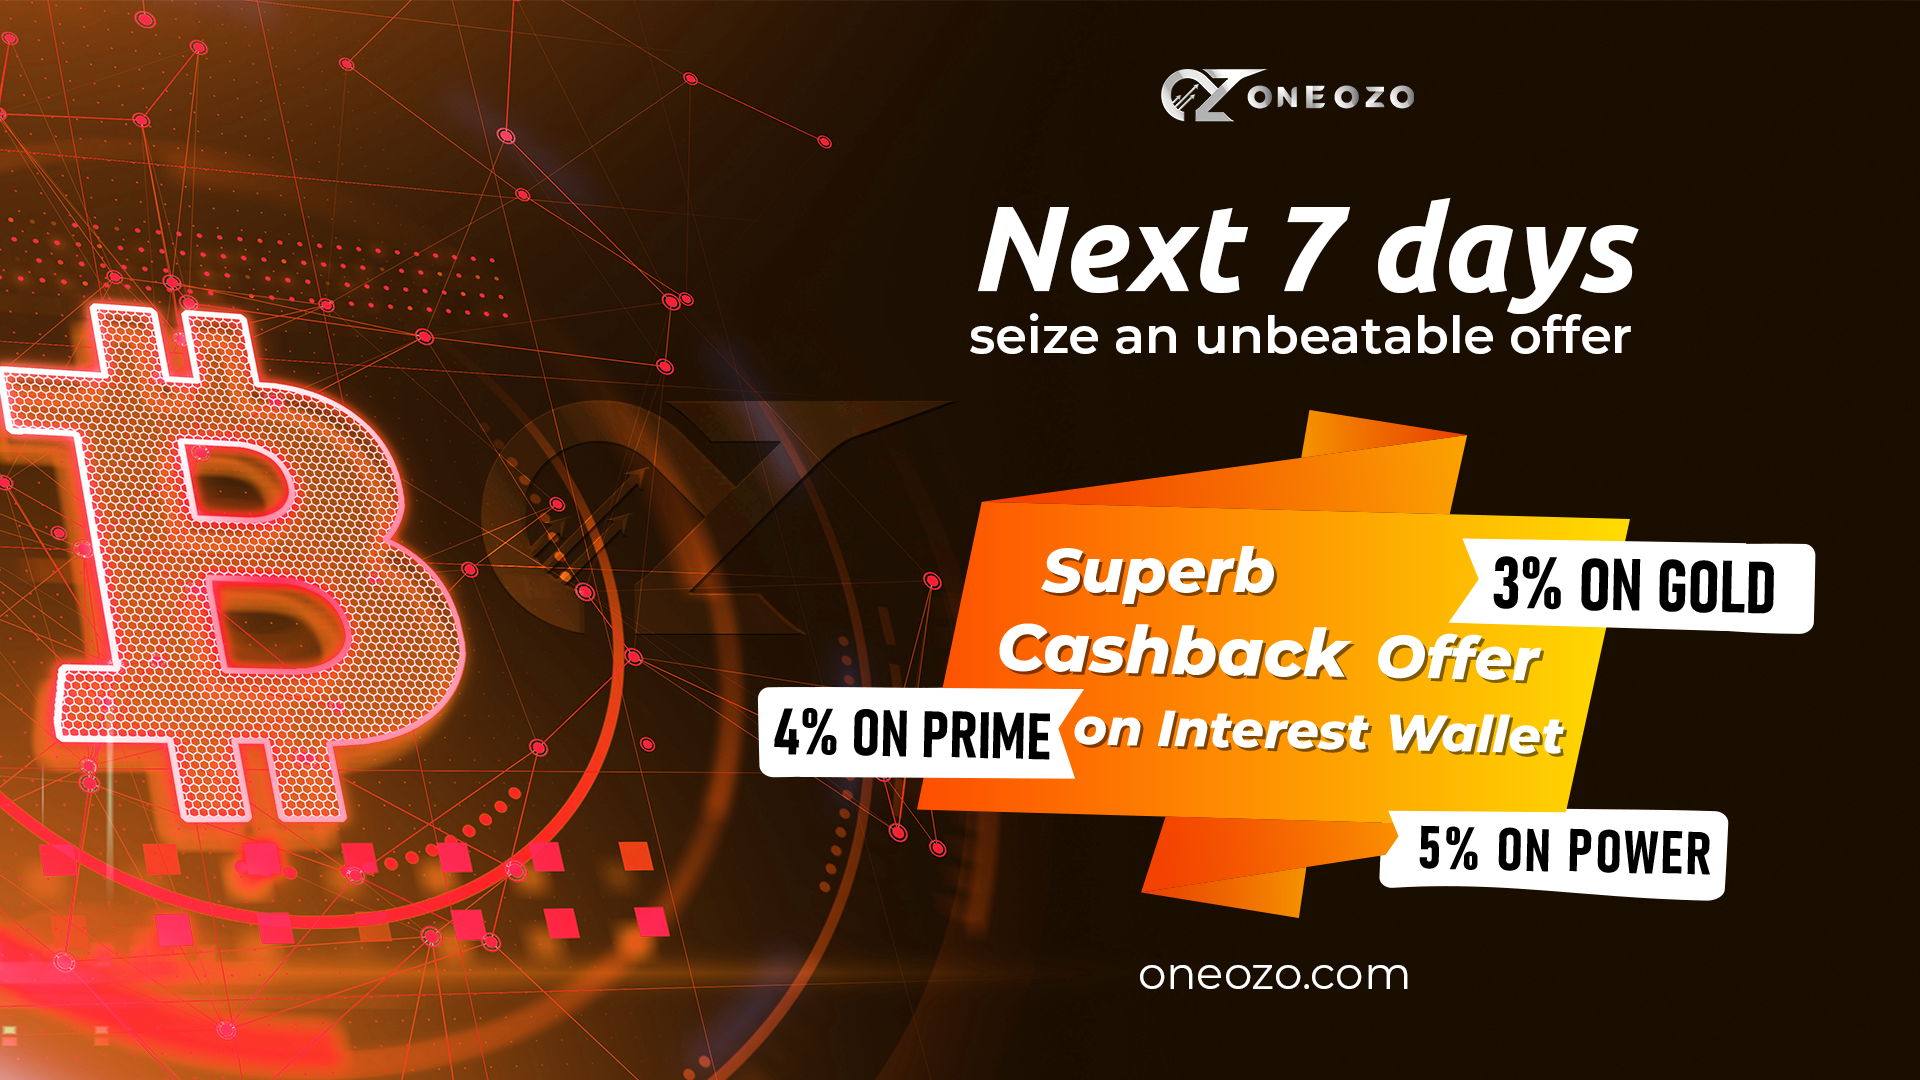 ONEOZO
Next 7 days
seize an unbeatable offer
Superb
3% ON GOLD
Cashback Offer
4% ON PRIME
on Interest Wallet
5% ON POWER
oneozo.com